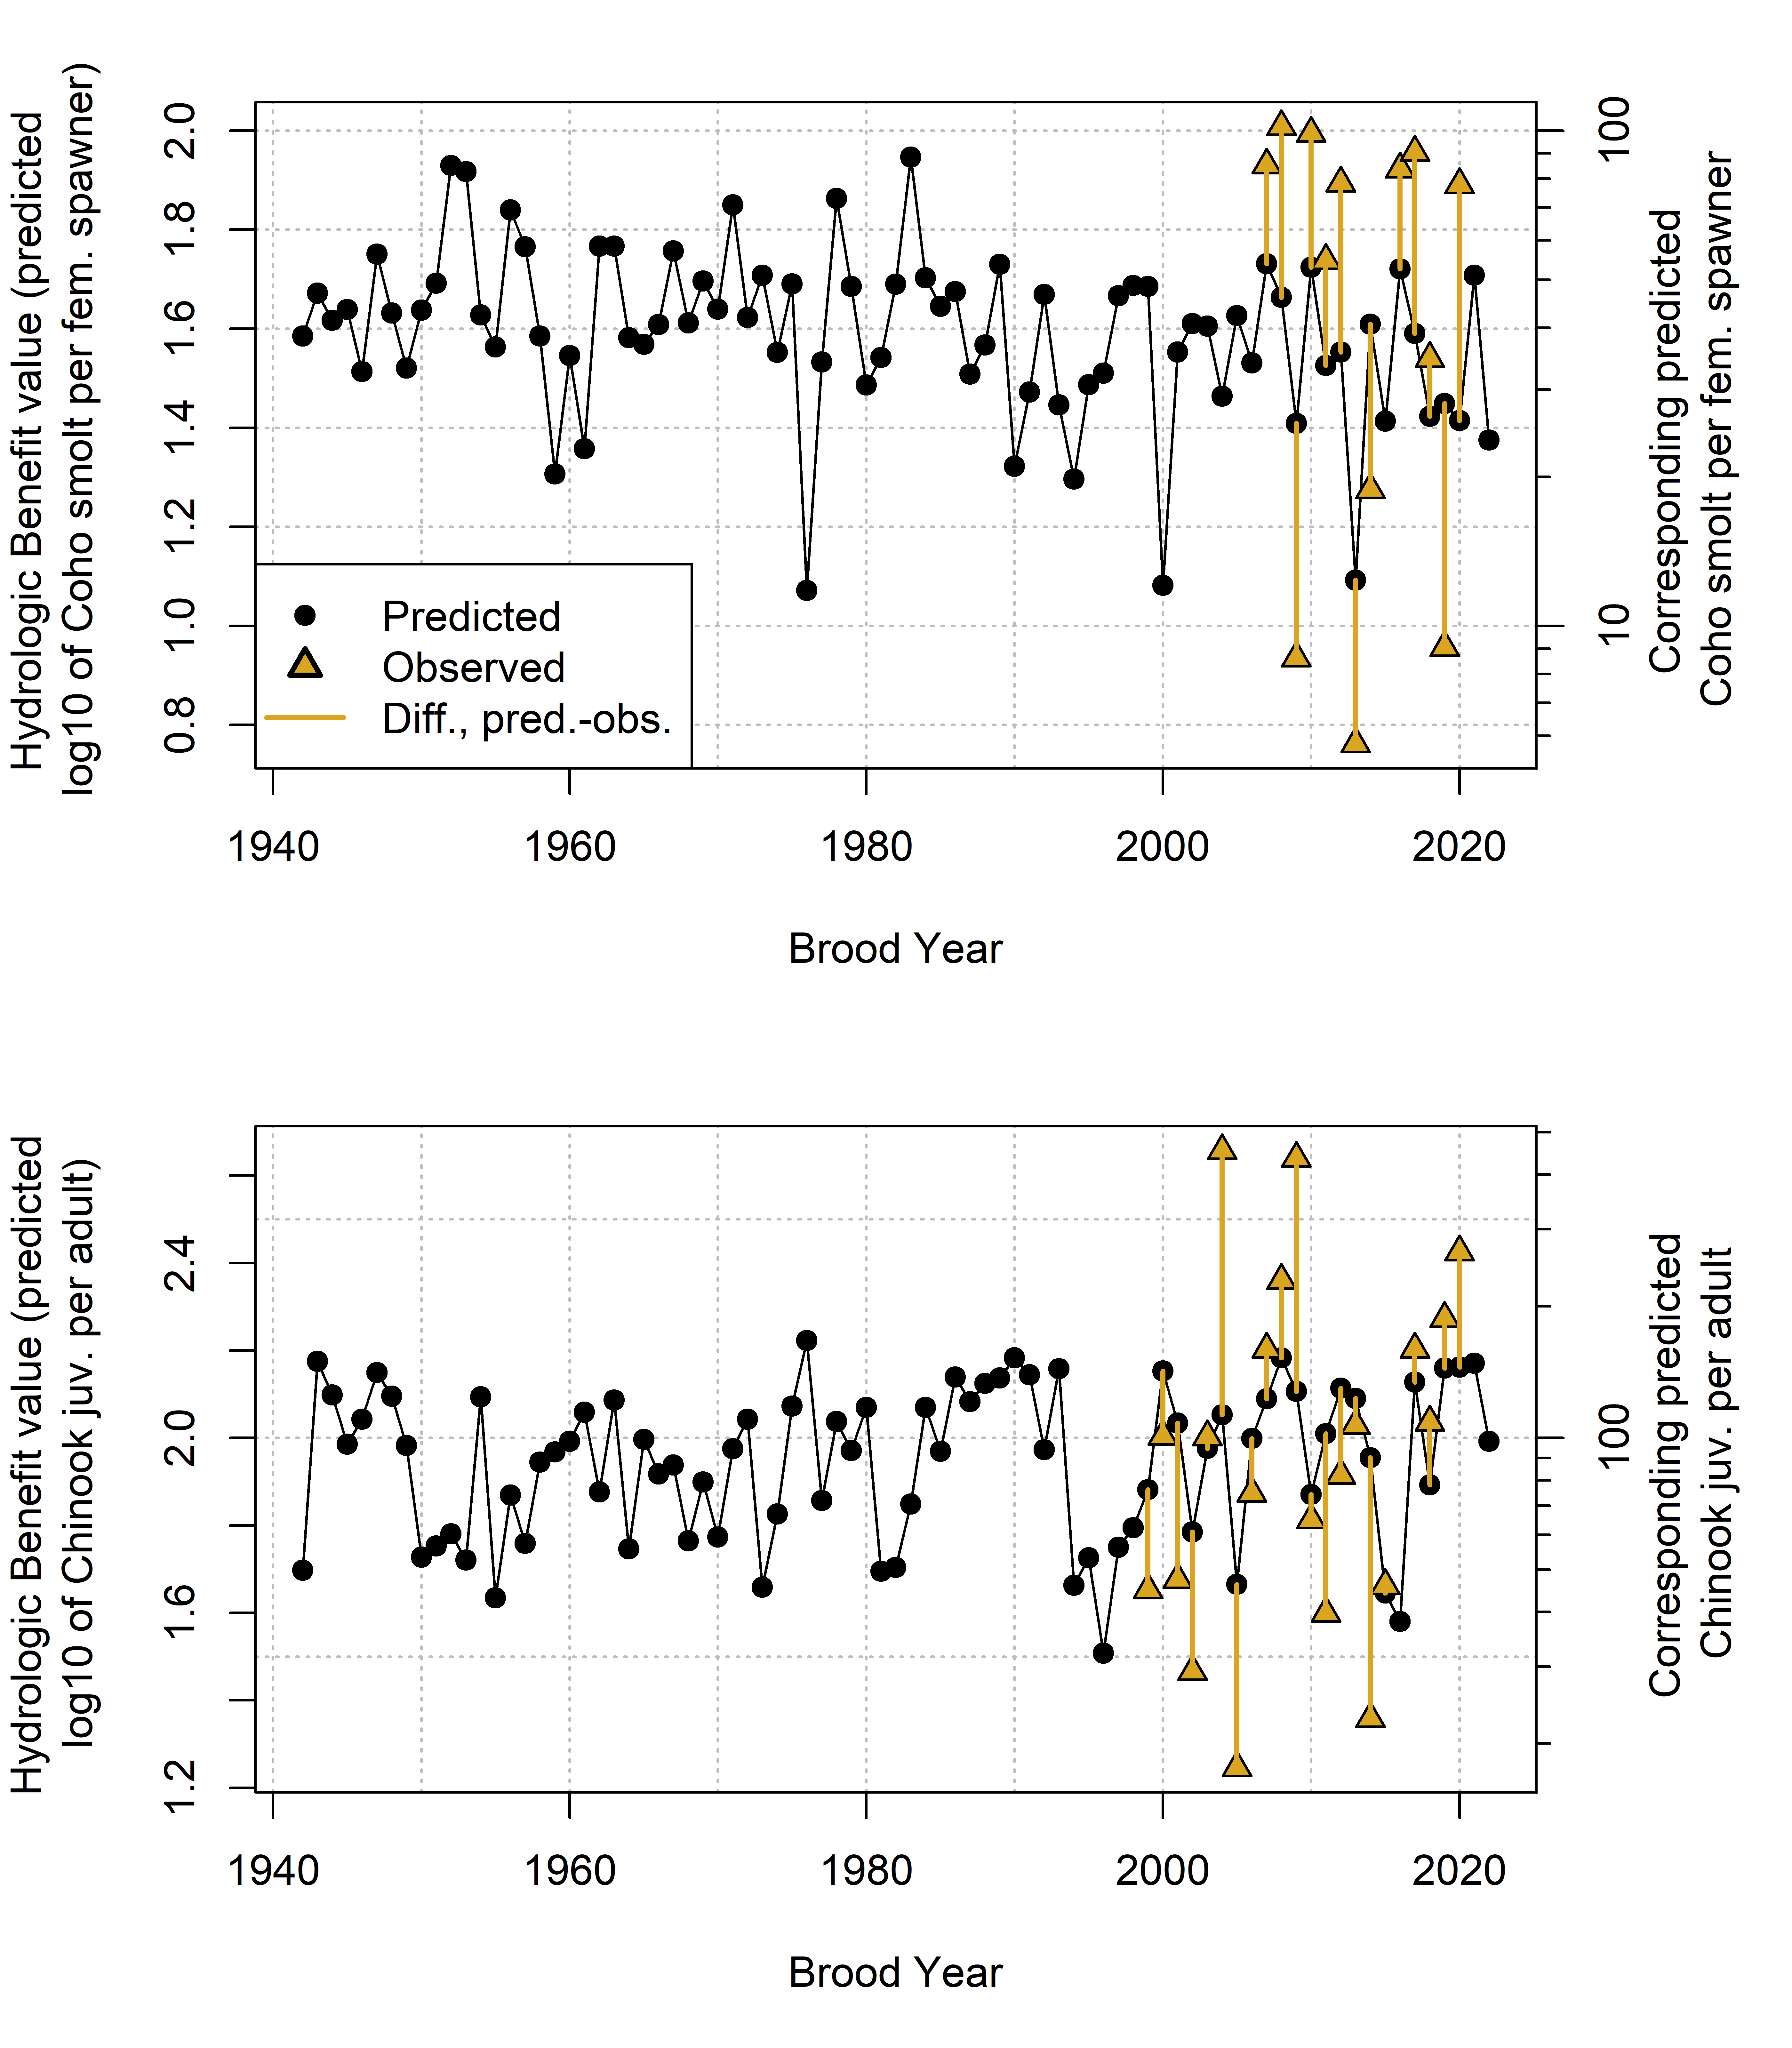 Hydrologic Benefit value (predicted
log10 of Coho smolt per fem. spawner)
2.0
1.8
1.6
1.4
1.2
1.0
0.8
100
10
Corresponding predicted
Coho smolt per fem. spawner
Predicted
Observed
Diff., pred.-obs.
1940 1960 1980 2000 2020
Brood Year
Hydrologic Benefit value (predicted
log10 of Chinook juv. per adult)
2.4
2.0
1.6
1.2
100
Corresponding predicted
Chinook juv. per adult
1940 1960 1980 2000 2020
Brood Year